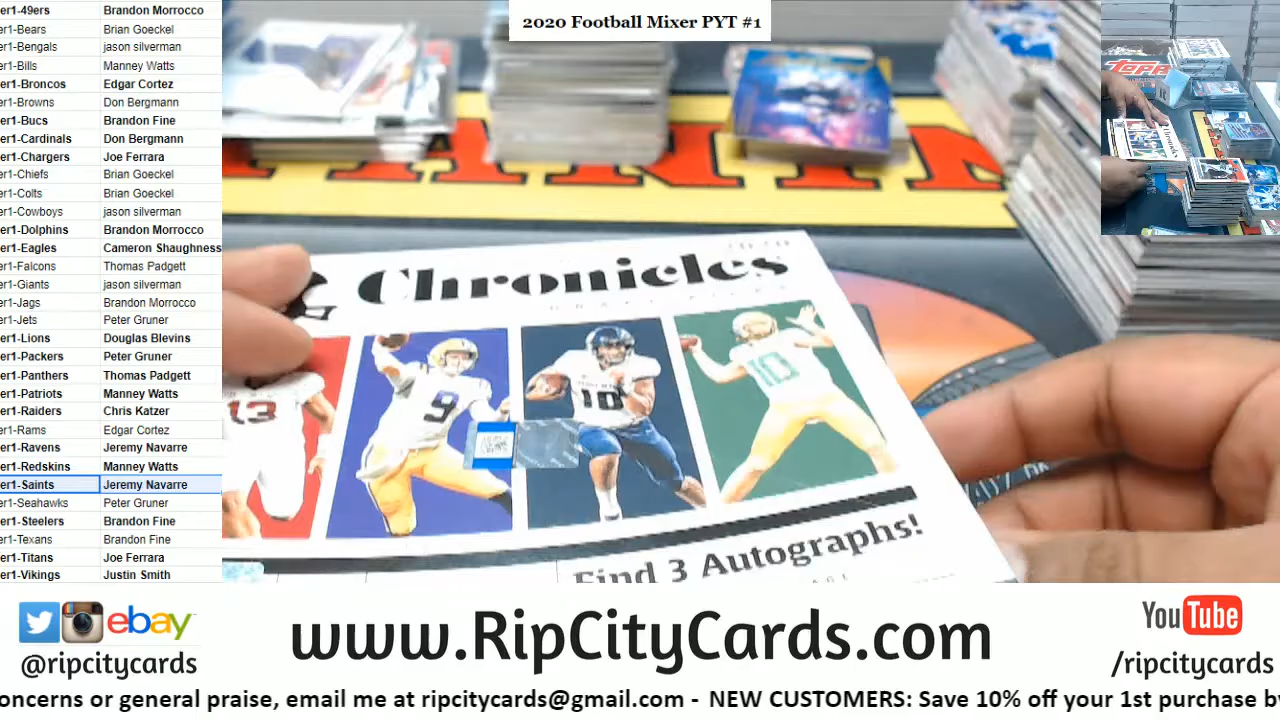 2020 Football Mixer PYT #1
er1-49ers Brandon Morrocco
er1-Bears Brian Goeckel
er1-Bengals jason silverman
er1-Bills Manney Watts
er1-Broncos Edgar Cortez
er1-Browns Don Bergmann
er1-Bucs Brandon Fine
er1-Cardinals Don Bergmann
er1-Chargers Joe Ferrara
er1-Chiefs Brian Goeckel
er1-Colts Brian Goeckel
er1-Cowboys jason silverman
er1-Dolphins Brandon Morrocco
er1-Eagles Cameron Shaughness
er1-Falcons Thomas Padgett
er1-Giants jason silverman
er1-Jags Brandon Morrocco
er1-Jets Peter Gruner
er1-Lions Douglas Blevins
er1-Packers Peter Gruner
er1-Panthers Thomas Padgett
er1-Patriots Manney Watts
er1-Raiders Chris Katzer
er1-Rams Edgar Cortez
er1-Ravens Jeremy Navarre
er1-Redskins Manney Watts
er1-Saints Jeremy Navarre
er1-Seahawks Peter Gruner
er1-Steelers Brandon Fine
er1-Texans Brandon Fine
er1-Titans Joe Ferrara
er1-Vikings Justin Smith
PANINI
2020
Chronicles
13
9
10
10
Find 3 Autographs!
TOPPS
Chronicles
ebay
@ripcitycards
www.RipCityCards.com
YouTube
/ripcitycards
oncerns or general praise, email me at ripcitycards@gmail.com - NEW CUSTOMERS: Save 10% off your 1st purchase b